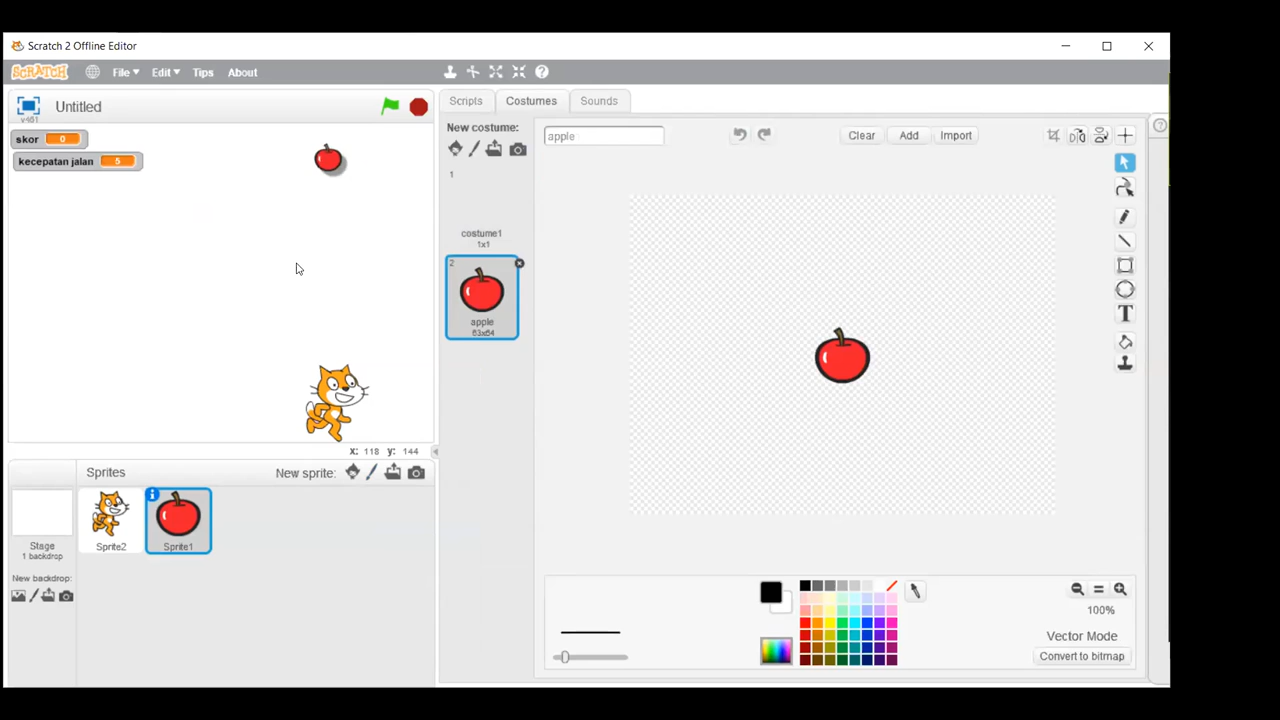 Scratch 2 Offline Editor
SCRATCH File Edit Tips About
v461 Untitled
Scripts Costumes Sounds
New costume:
apple Clear Add Import
skor 0
kecepatan jalan 5
1
costume1
1x1
2
apple
x: 118 y: 144
Sprites New sprite:
Stage
1 backdrop
New backdrop:
Sprite2
Sprite1
100%
Vector Mode
Convert to bitmap